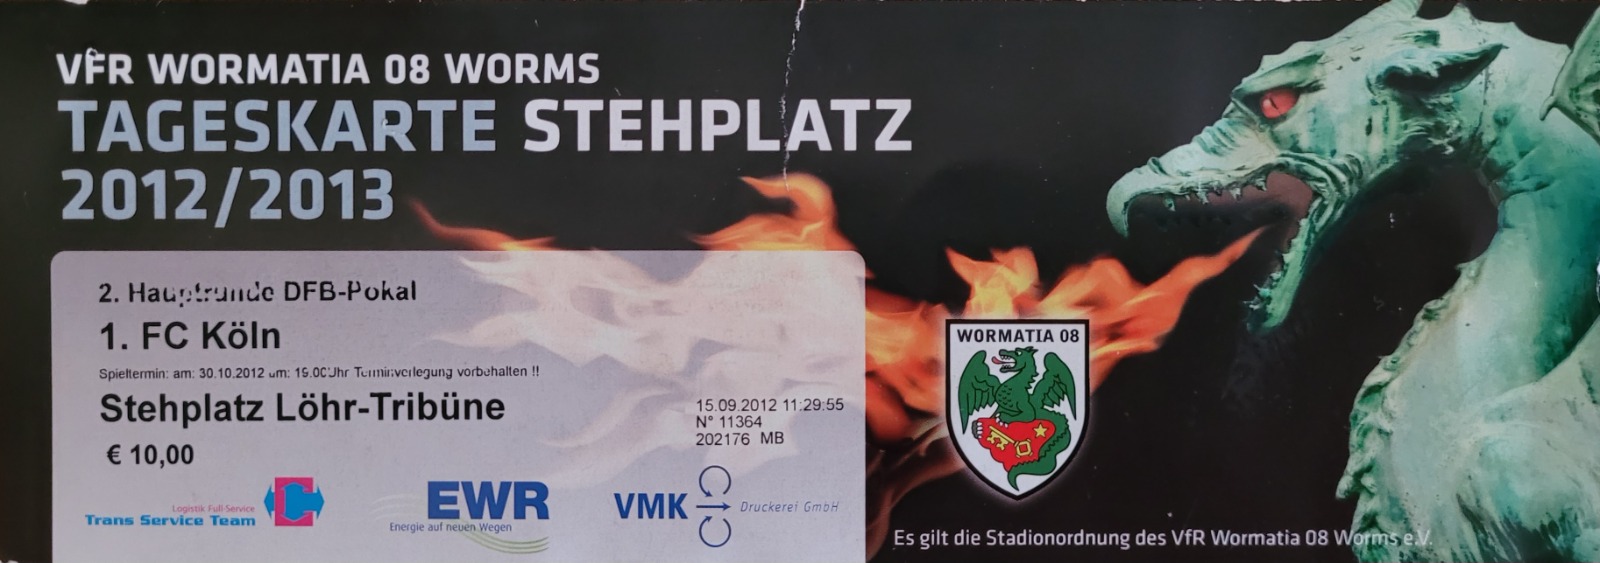 VFR WORMATIA 08 WORMS
TAGESKARTE STEHPLATZ
2012/2013
2. Hauptrunde DFB-Pokal
1. FC Köln
Spieltermin: am: 30.10.2012 um: 19.00Uhr Terminverlegung vorbehalten !!
Stehplatz Löhr-Tribüne
€ 10,00
15.09.2012 11:29:55
N° 11364
202176 MB
Logistik Full-Service
Trans Service Team
EWR
Energie auf neuen Wegen
VMK Druckerei GmbH
WORMATIA 08
Es gilt die Stadionordnung des VfR Wormatia 08 Worms e.V.